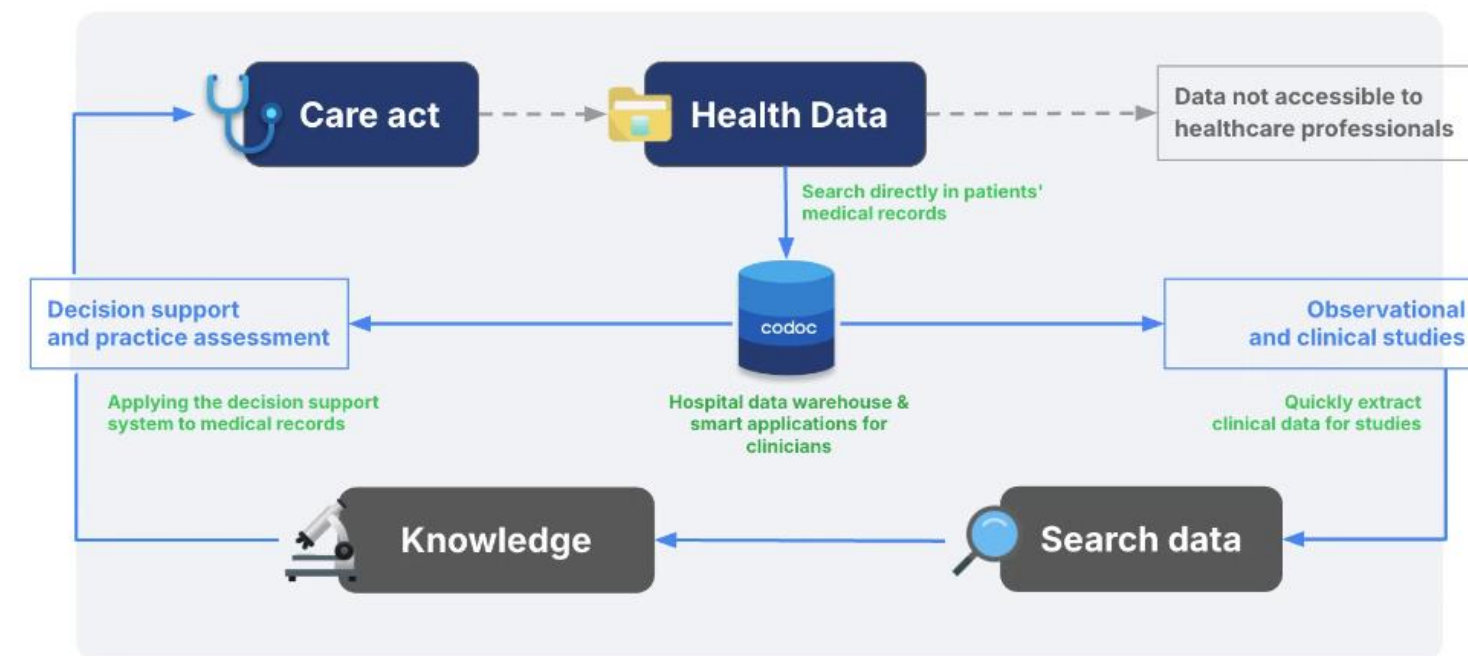 Care act
Health Data
Data not accessible to
healthcare professionals
Search directly in patients'
medical records
Decision support
and practice assessment
codoc
Observational
and clinical studies
Applying the decision support
system to medical records
Hospital data warehouse &
smart applications for
clinicians
Quickly extract
clinical data for studies
Knowledge
Search data